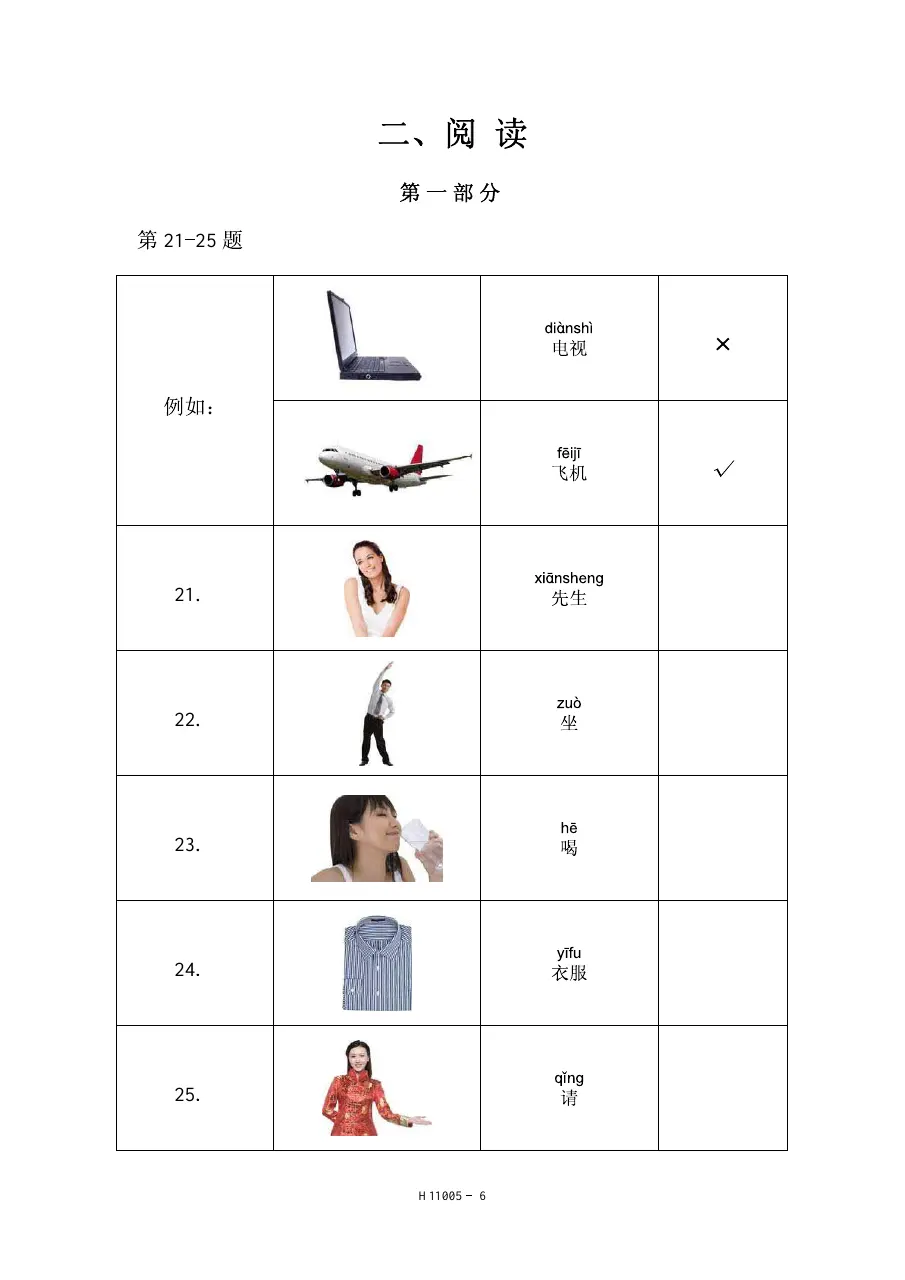 二、阅 读
第一部分
第 21-25 题
例如：
diànshì
电视
×
fēijī
飞机
√
21.
xiānsheng
先生
22.
zuò
坐
23.
hē
喝
24.
yīfu
衣服
25.
qǐng
请
H11005 - 6